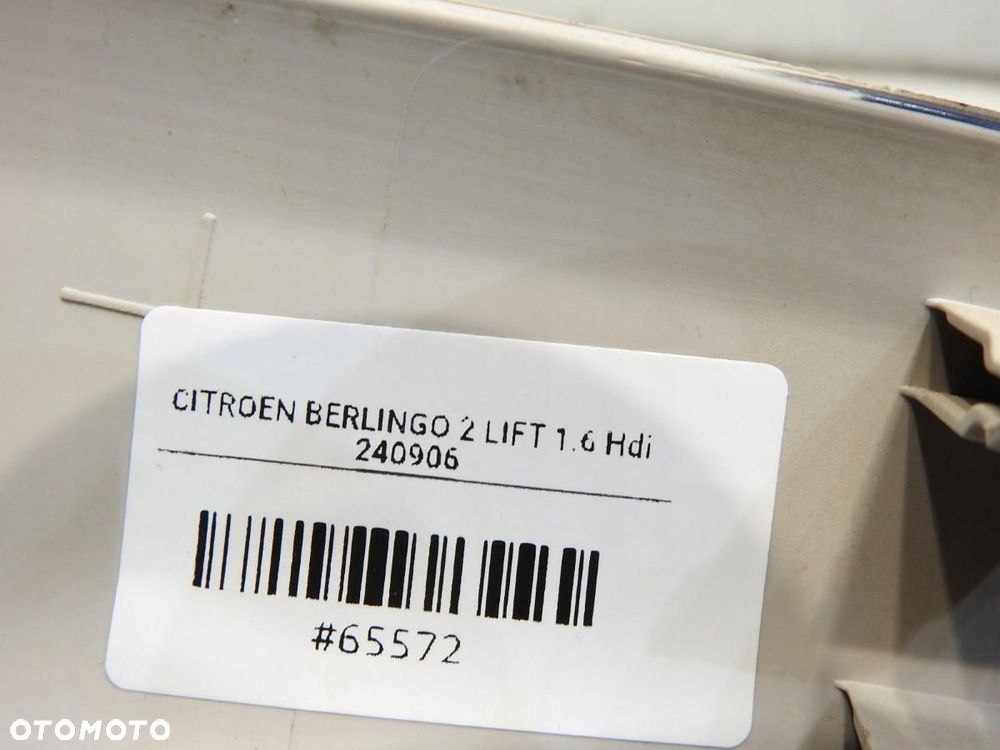 CITROEN BERLINGO 2 LIFT 1.6 Hdi
240906
#65572
OTOMOTO